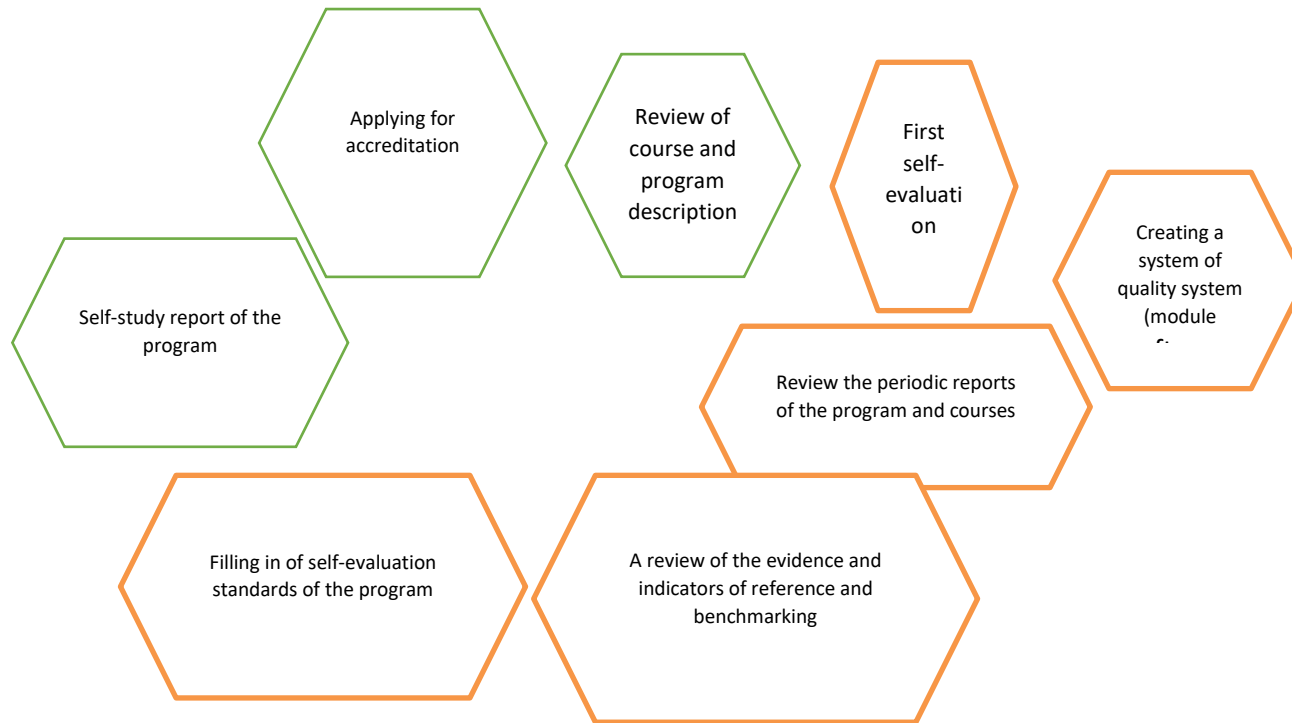 Applying for
accreditation
Review of
course and
program
description
First
self-
evaluati
on
Creating a
system of
quality system
(module
Self-study report of the
program
Review the periodic reports
of the program and courses
Filling in of self-evaluation
standards of the program
A review of the evidence and
indicators of reference and
benchmarking